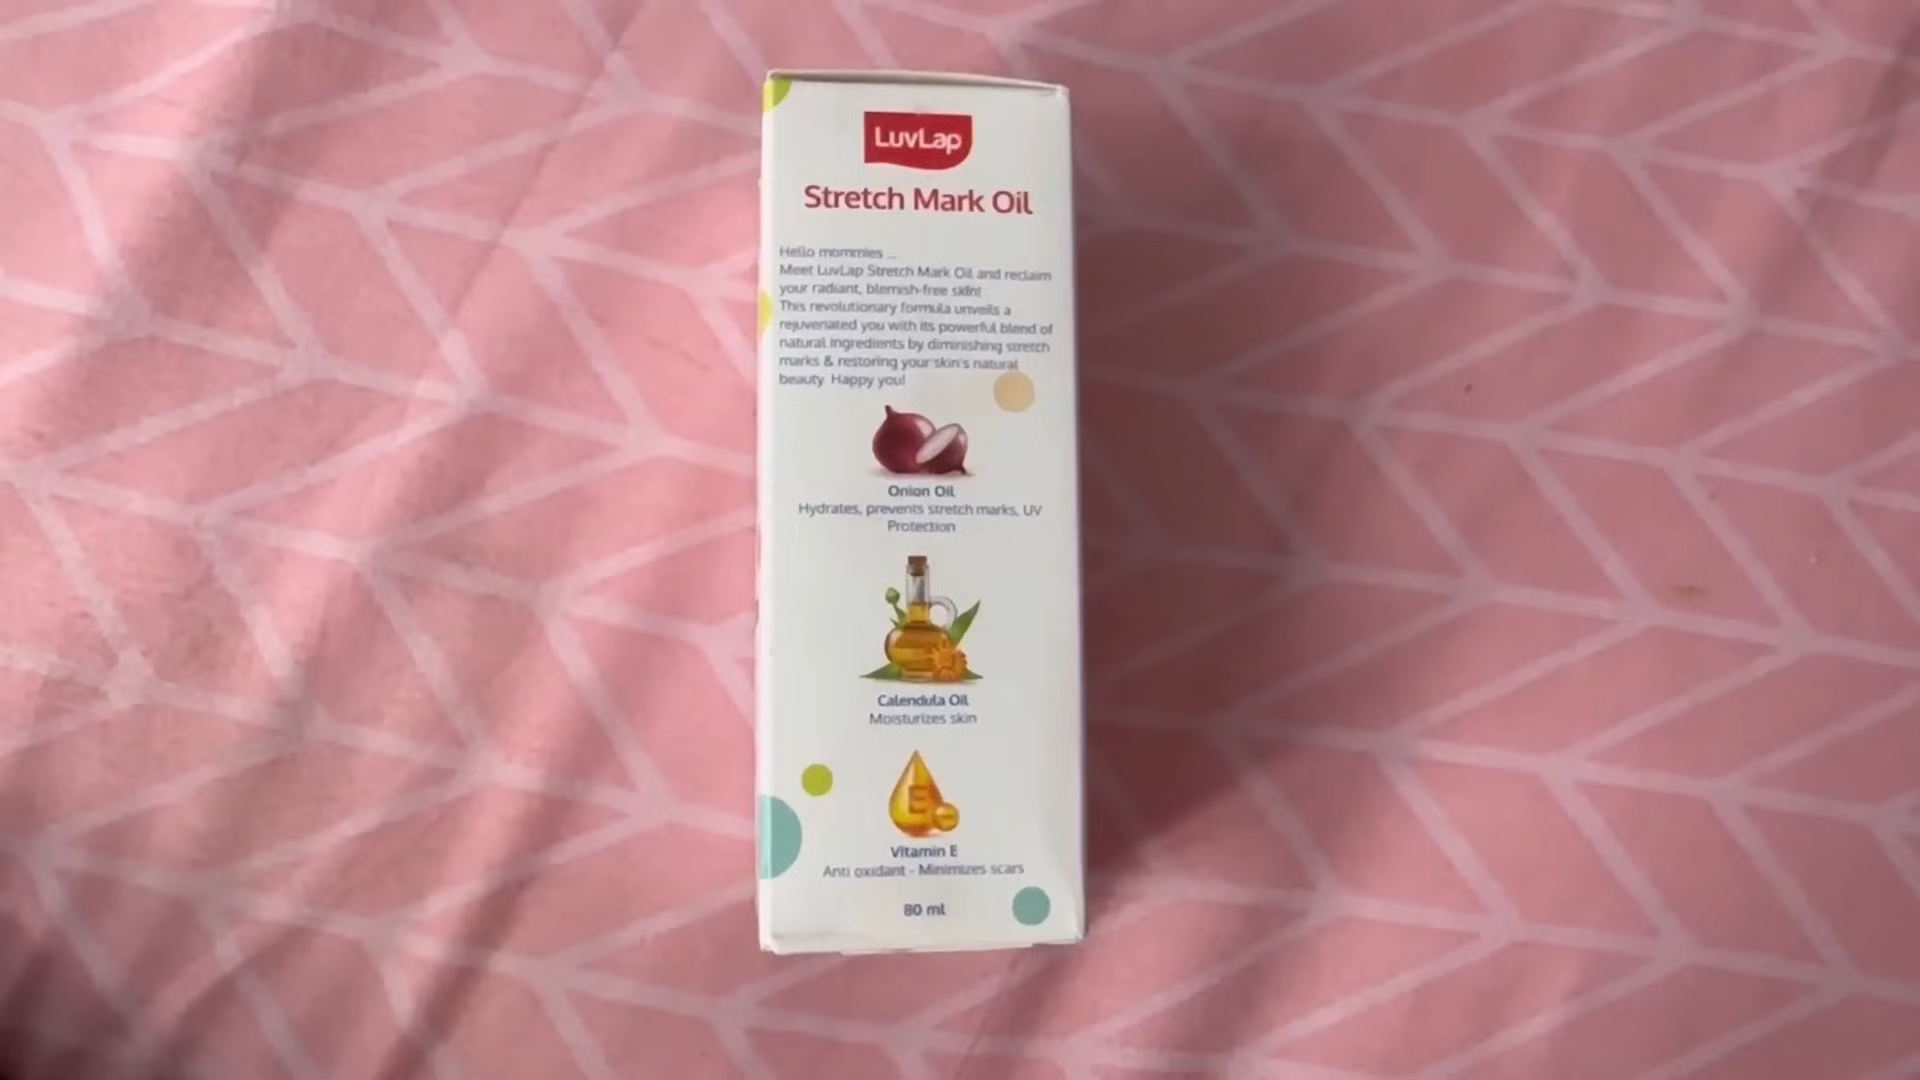 LuvLap
Stretch Mark Oil
Hello mommies ...
Meet LuvLap Stretch Mark Oil and reclaim
your radiant, blemish-free skin!
This revolutionary formula unveils a
rejuvenated you with its powerful blend of
natural ingredients by diminishing stretch
marks & restoring your skin's natural
beauty. Happy you!
Onion Oil
Hydrates, prevents stretch marks, UV
Protection
Calendula Oil
Moisturizes skin
E
Vitamin E
Anti oxidant - Minimizes scars
80 ml